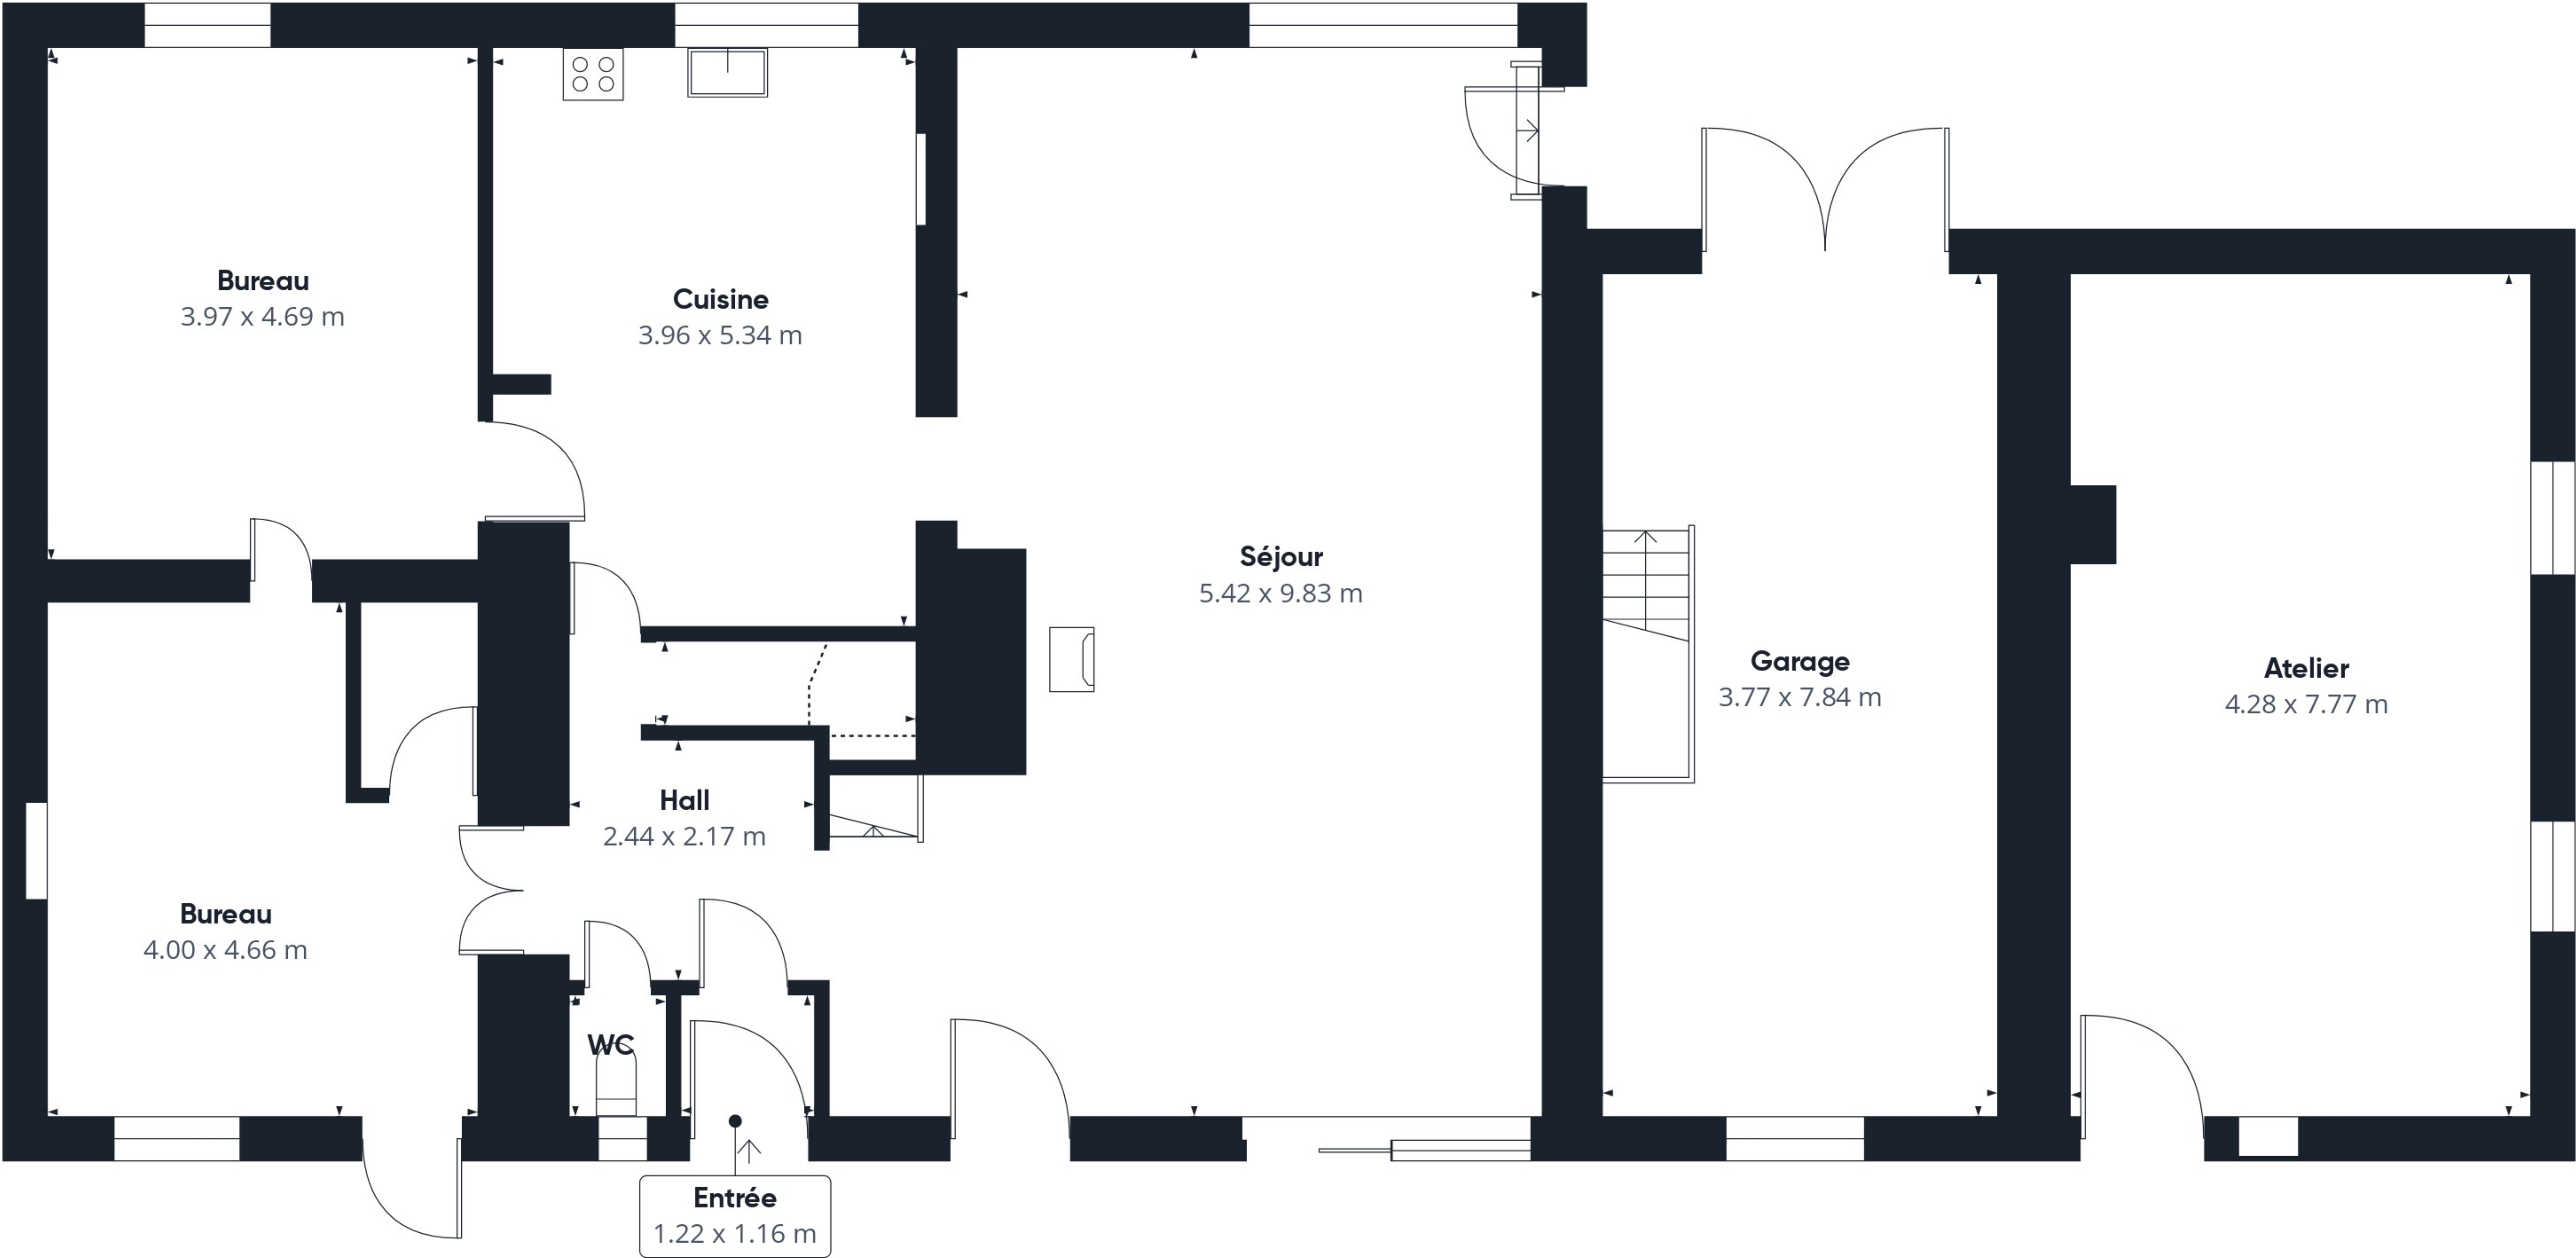 Bureau
3.97 x 4.69 m
Cuisine
3.96 x 5.34 m
Séjour
5.42 x 9.83 m
Garage
3.77 x 7.84 m
Atelier
4.28 x 7.77 m
Hall
2.44 x 2.17 m
Bureau
4.00 x 4.66 m
WC
Entrée
1.22 x 1.16 m